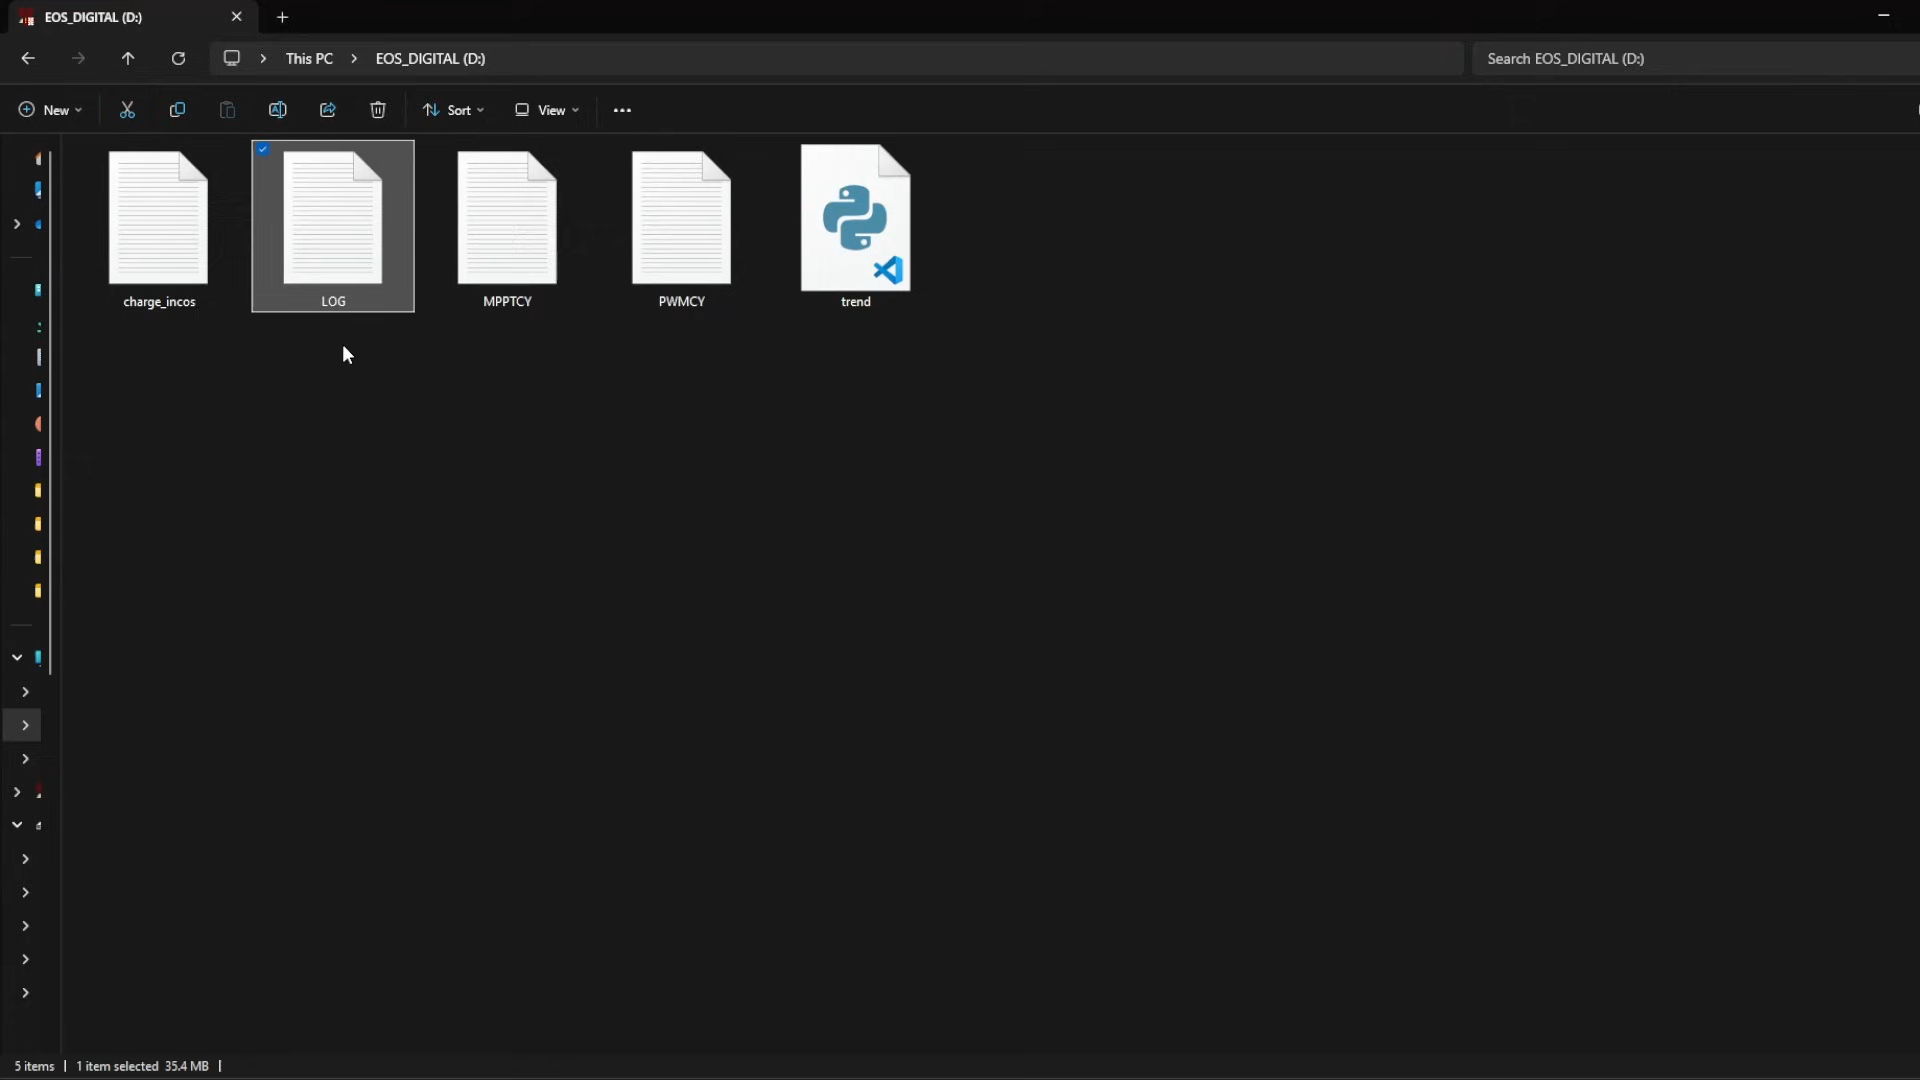 EOS_DIGITAL (D:)
This PC > EOS_DIGITAL (D:)
Search EOS_DIGITAL (D:)
New
Sort
View
charge_incos
LOG
MPPTCY
PWMCY
trend
5 items | 1 item selected 35.4 MB |